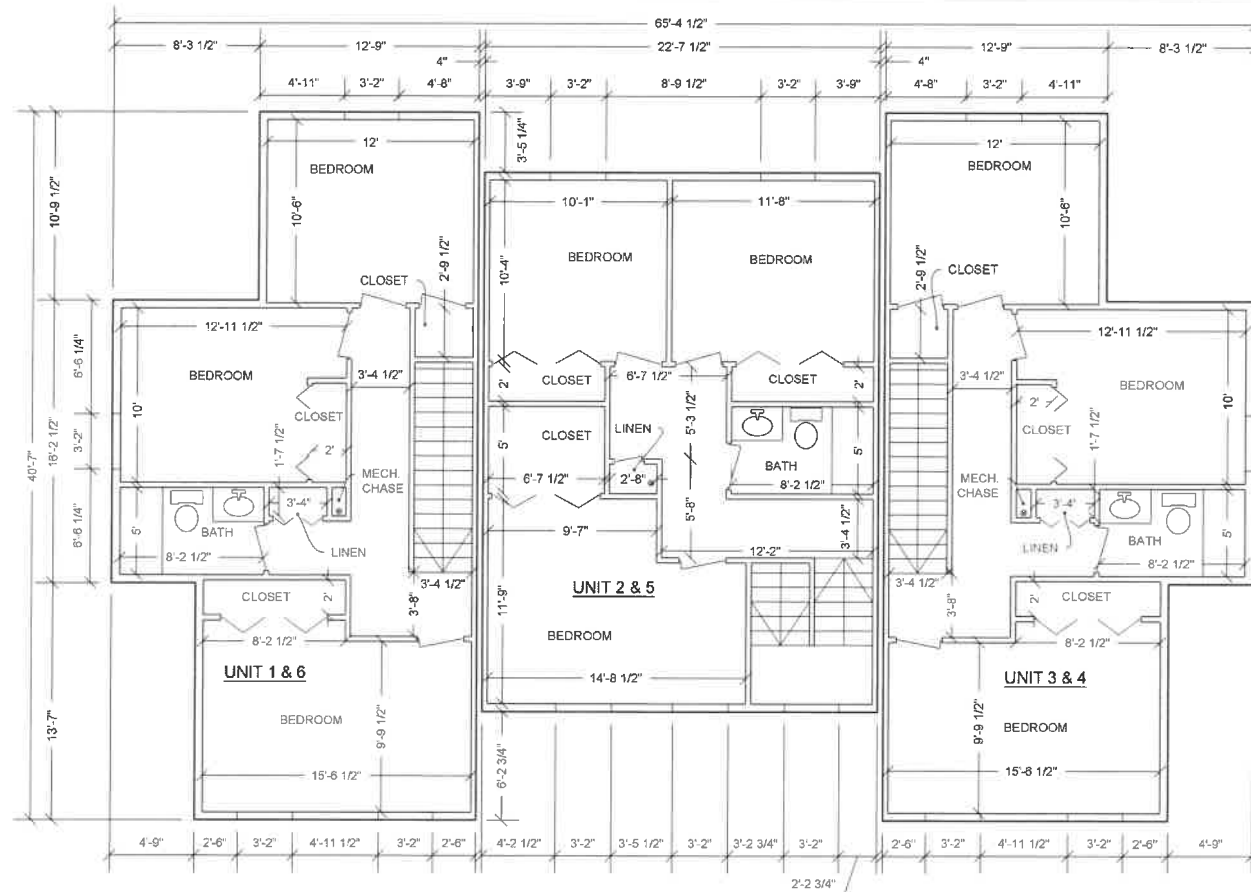 65'-4 1/2"
8'-3 1/2" 12'-9" 22'-7 1/2" 12'-9" 8'-3 1/2"
4" 4"
4'-11" 3'-2" 4'-8" 3'-9" 3'-2" 8'-9 1/2" 3'-2" 3'-9" 4'-8" 3'-2" 4'-11"
3'-5 1/4"
12' 12'
BEDROOM BEDROOM
10'-9 1/2"
10'-6" 10'-6"
10'-1" 11'-8"
BEDROOM BEDROOM
10'-4"
CLOSET 2'-9 1/2" 2'-9 1/2" CLOSET
12'-11 1/2" 12'-11 1/2"
6'-6 1/4"
BEDROOM 3'-4 1/2" 2' CLOSET 6'-7 1/2" CLOSET 2' 3'-4 1/2" BEDROOM
10' 10'
CLOSET 2' 1'-7 1/2"
5' CLOSET LINEN 5'-3 1/2" BATH 5'
2' CLOSET 1'-7 1/2"
40'-7" 16'-2 1/2" 3'-2"
MECH. CHASE
6'-7 1/2" 2'-8" 8'-2 1/2"
MECH. CHASE
3'-4" 3'-4"
6'-6 1/4" 5' BATH 8'-2 1/2" LINEN
9'-7" 5'-8" 12'-2" 3'-4 1/2"
LINEN BATH 8'-2 1/2" 5'
3'-4 1/2" 3'-4 1/2"
CLOSET 2' 3'-8" UNIT 2 & 5 3'-8" 2' CLOSET
11'-9" BEDROOM
8'-2 1/2" 8'-2 1/2"
UNIT 1 & 6 14'-8 1/2" UNIT 3 & 4
BEDROOM BEDROOM
13'-7" 9'-9 1/2" 6'-2 3/4" 9'-9 1/2"
15'-6 1/2" 15'-6 1/2"
4'-9" 2'-6" 3'-2" 4'-11 1/2" 3'-2" 2'-6" 4'-2 1/2" 3'-2" 3'-5 1/2" 3'-2" 3'-2 3/4" 3'-2" 2'-6" 3'-2" 4'-11 1/2" 3'-2" 2'-6" 4'-9"
2'-2 3/4"